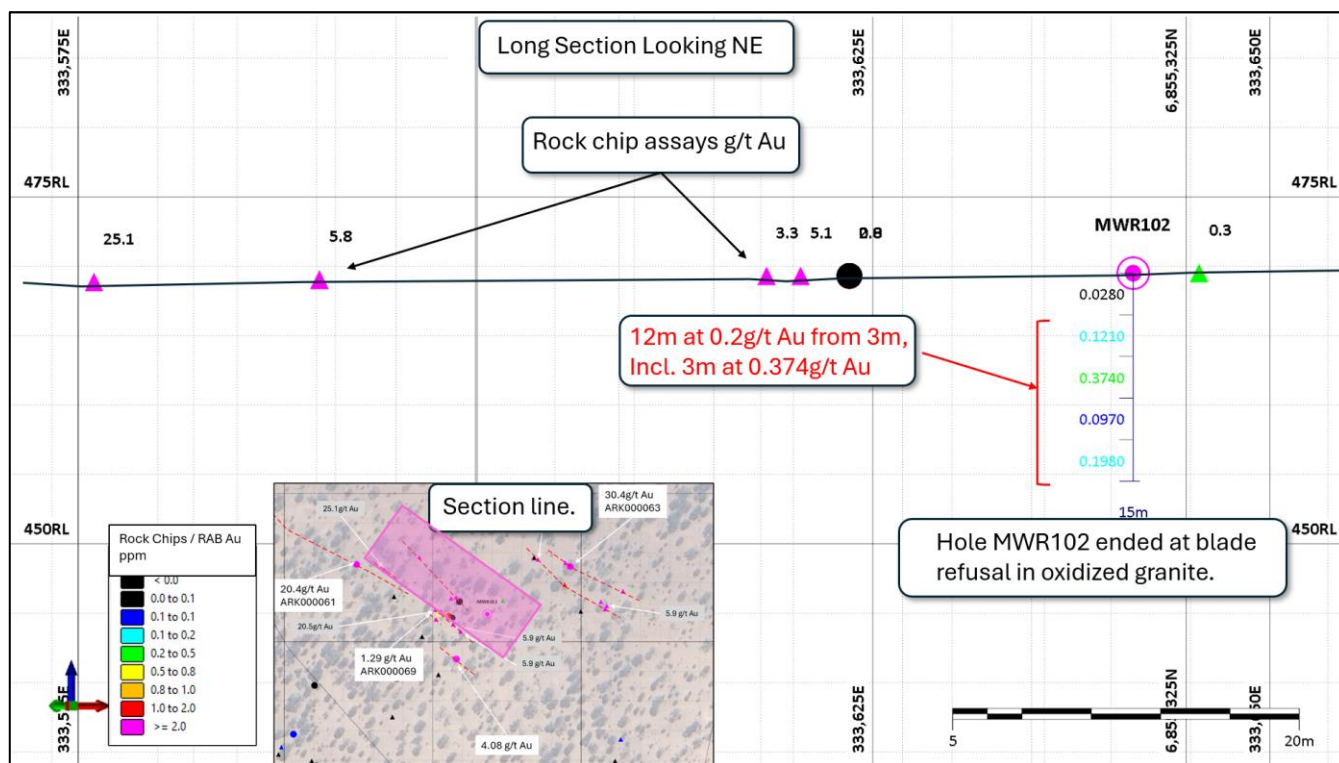 Long Section Looking NE
333,575E
333,625E
6,855,325N
333,650E
Rock chip assays g/t Au
475RL
475RL
25.1
5.8
3.3
5.1
MWR102
0.3
0.0280
12m at 0.2g/t Au from 3m,
Incl. 3m at 0.374g/t Au
0.1210
0.3740
0.0970
0.1980
15m
Section line.
30.4g/t Au
ARK000063
25.1g/t Au
20.4g/t Au
ARK000061
20.5g/t Au
5.9 g/t Au
1.29 g/t Au
ARK000069
5.9 g/t Au
5.9 g/t Au
4.08 g/t Au
450RL
450RL
Hole MWR102 ended at blade
refusal in oxidized granite.
Rock Chips / RAB Au
ppm
< 0.0
0.0 to 0.1
0.1 to 0.1
0.1 to 0.2
0.2 to 0.5
0.5 to 0.8
0.8 to 1.0
1.0 to 2.0
>= 2.0
333,625E
5
20m